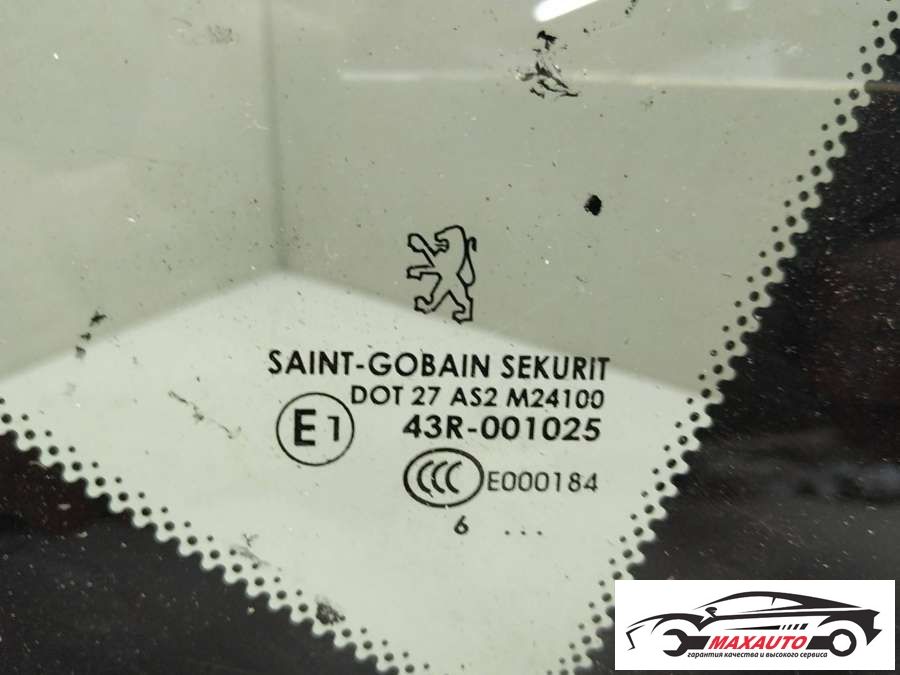 SAINT-GOBAIN SEKURIT
DOT 27 AS2 M24100
E1 43R-001025
CCC E000184
6 ...
MAXAUTO
гарантия качества и высокого сервиса